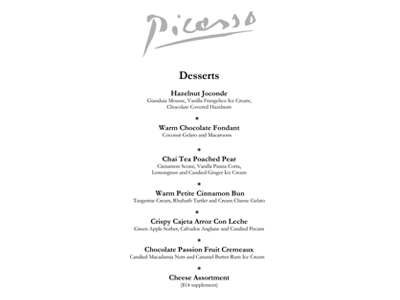 Picasso
Desserts
Hazelnut Joconde
Gianduia Mousse, Vanilla Frangelico Ice Cream,
Chocolate Covered Hazelnuts
*
Warm Chocolate Fondant
Coconut Gelato and Macaroons
*
Chai Tea Poached Pear
Cinnamon Scone, Vanilla Panna Cotta,
Lemongrass and Candied Ginger Ice Cream
*
Warm Petite Cinnamon Bun
Tangerine Cream, Rhubarb Tartlet and Cream Cheese Gelato
*
Crispy Cajeta Arroz Con Leche
Green Apple Sorbet, Calvados Anglaise and Candied Pecans
*
Chocolate Passion Fruit Cremeaux
Candied Macadamia Nuts and Caramel Butter-Rum Ice Cream
*
Cheese Assortment
($14 supplement)